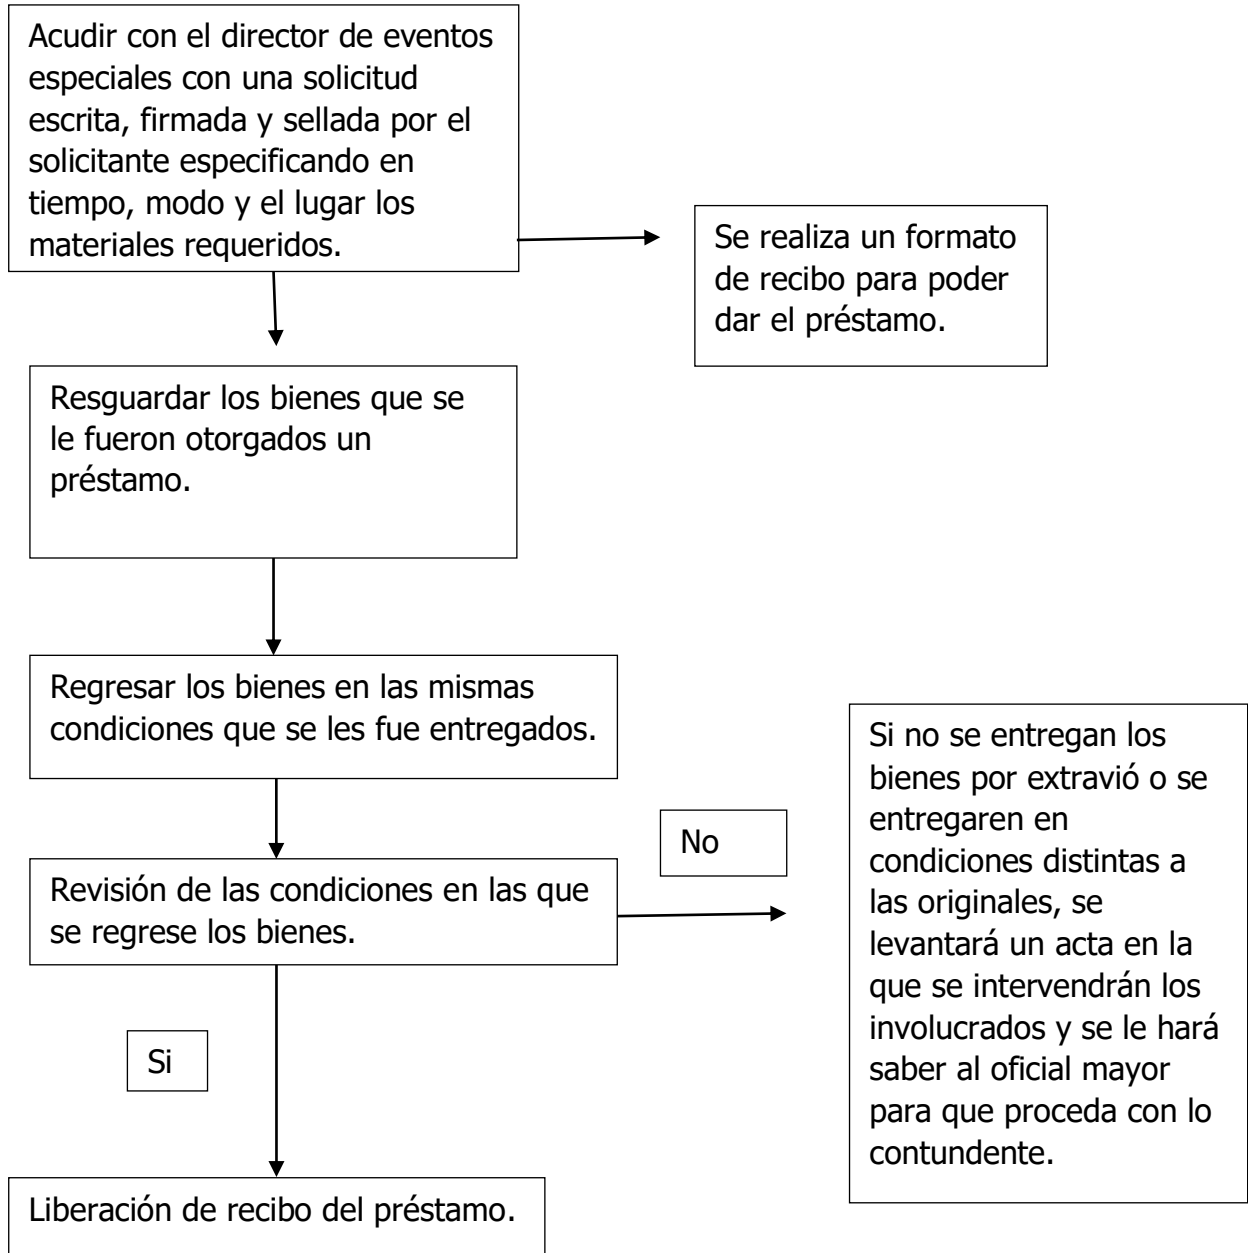 Acudir con el director de eventos
especiales con una solicitud
escrita, firmada y sellada por el
solicitante especificando en
tiempo, modo y el lugar los
materiales requeridos.
Se realiza un formato
de recibo para poder
dar el préstamo.
Resguardar los bienes que se
le fueron otorgados un
préstamo.
Regresar los bienes en las mismas
condiciones que se les fue entregados.
Revisión de las condiciones en las que
se regrese los bienes.
No
Si no se entregan los
bienes por extravió o se
entregaren en
condiciones distintas a
las originales, se
levantará un acta en la
que se intervendrán los
involucrados y se le hará
saber al oficial mayor
para que proceda con lo
contundente.
Si
Liberación de recibo del préstamo.